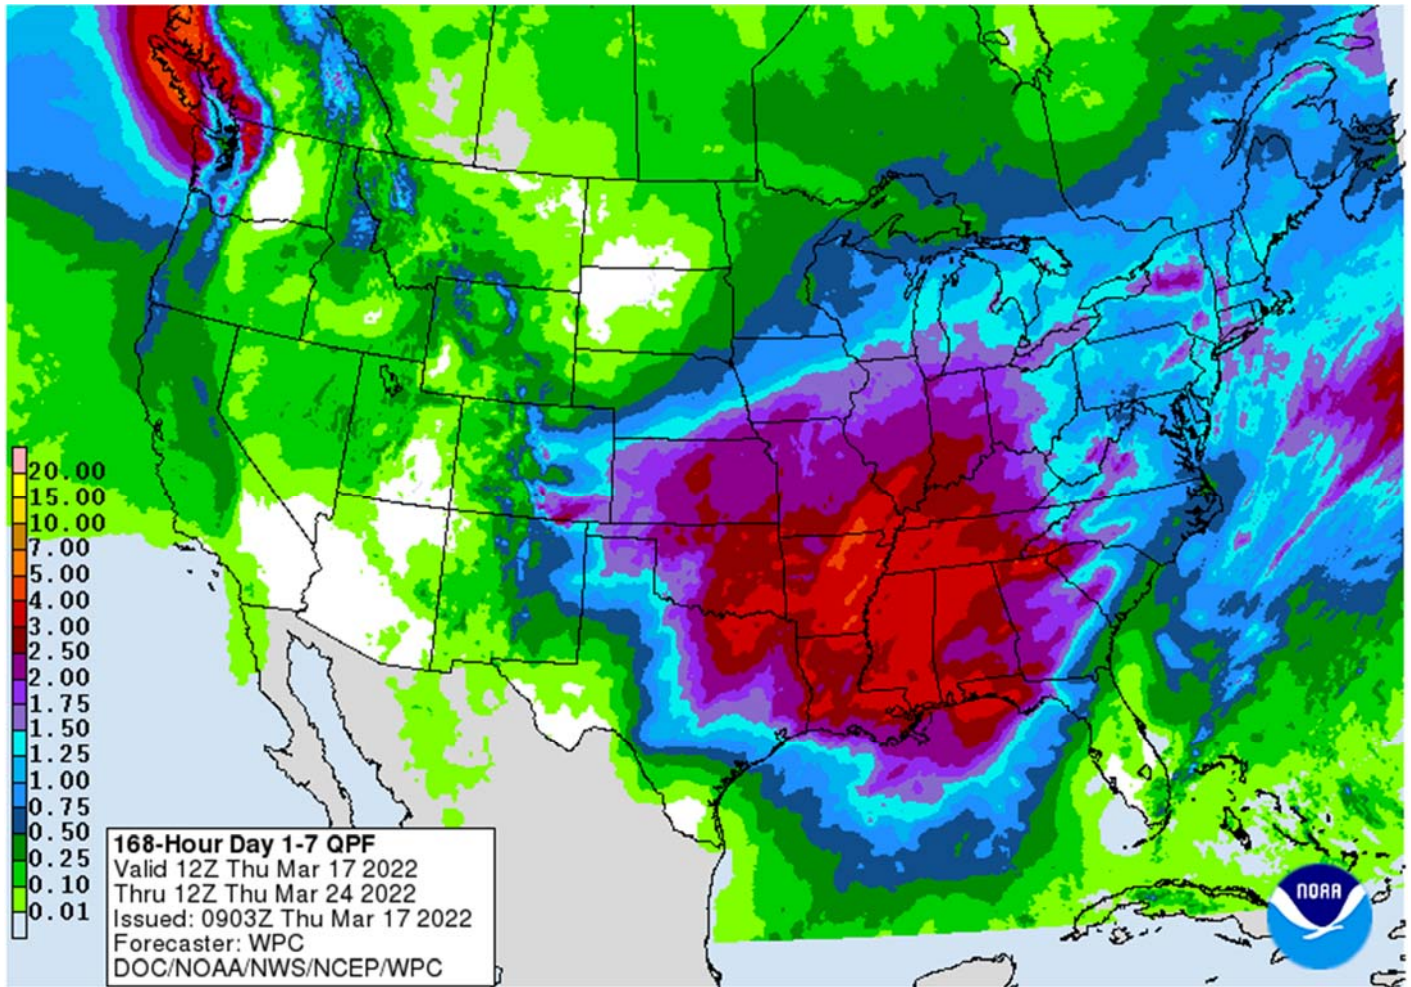 20.00
15.00
10.00
7.00
5.00
4.00
3.00
2.50
2.00
1.75
1.50
1.25
1.00
0.75
0.50
0.25
0.10
0.01
168-Hour Day 1-7 QPF
Valid 12Z Thu Mar 17 2022
Thru 12Z Thu Mar 24 2022
Issued: 0903Z Thu Mar 17 2022
Forecaster: WPC
DOC/NOAA/NWS/NCEP/WPC
NOAA